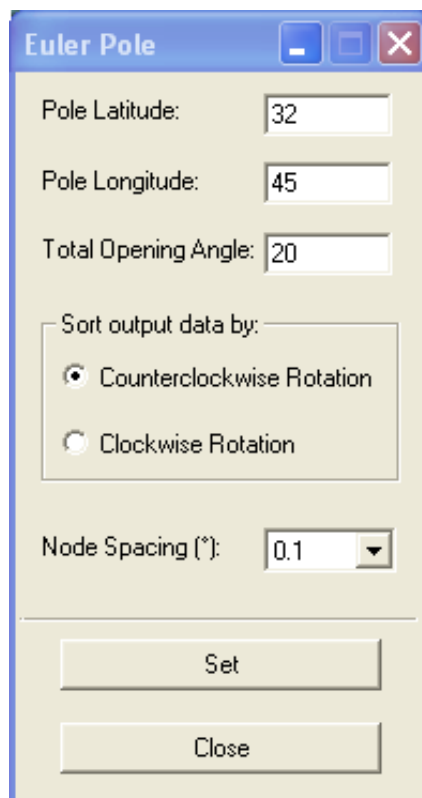 Euler Pole
Pole Latitude: 32
Pole Longitude: 45
Total Opening Angle: 20
Sort output data by:
Counterclockwise Rotation
Clockwise Rotation
Node Spacing (°): 0.1
Set
Close